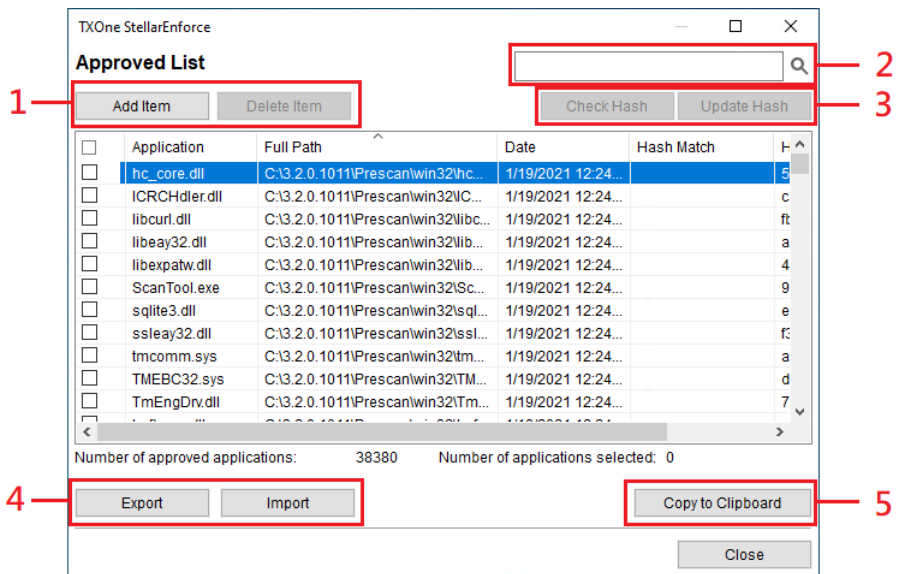 TXOne StellarEnforce
Approved List
2
1 Add Item Delete Item Check Hash Update Hash 3
Application Full Path Date Hash Match H
hc_core.dll C:\3.2.0.1011\Prescan\win32\hc... 1/19/2021 12:24... 5
ICRCHdler.dll C:\3.2.0.1011\Prescan\win32\IC... 1/19/2021 12:24... c
libcurl.dll C:\3.2.0.1011\Prescan\win32\libc... 1/19/2021 12:24... fb
libeay32.dll C:\3.2.0.1011\Prescan\win32\lib... 1/19/2021 12:24... a
libexpatw.dll C:\3.2.0.1011\Prescan\win32\lib... 1/19/2021 12:24... 4
ScanTool.exe C:\3.2.0.1011\Prescan\win32\Sc... 1/19/2021 12:24... 9
sqlite3.dll C:\3.2.0.1011\Prescan\win32\sql... 1/19/2021 12:24... e
ssleay32.dll C:\3.2.0.1011\Prescan\win32\ssl... 1/19/2021 12:24... f3
tmcomm.sys C:\3.2.0.1011\Prescan\win32\tm... 1/19/2021 12:24... a
TMEBC32.sys C:\3.2.0.1011\Prescan\win32\TM... 1/19/2021 12:24... d
TmEngDrv.dll C:\3.2.0.1011\Prescan\win32\Tm... 1/19/2021 12:24... 7
Number of approved applications: 38380 Number of applications selected: 0
4 Export Import Copy to Clipboard 5
Close